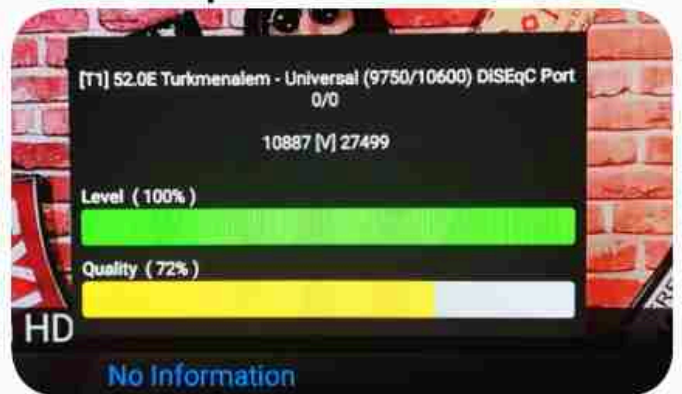 [T1] 52.0E Turkmenalem - Universal (9750/10600) DiSEqC Port
0/0
10887 [V] 27499
Level (100%)
Quality (72%)
HD
No Information